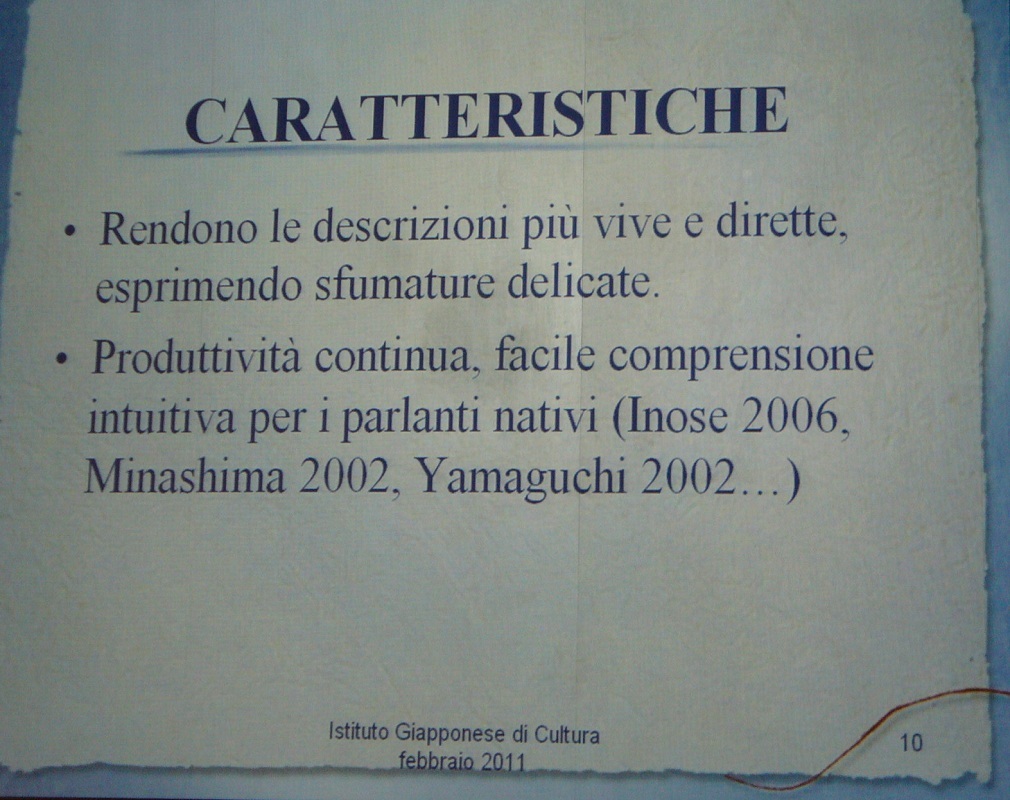 CARATTERISTICHE
• Rendono le descrizioni più vive e dirette,
esprimendo sfumature delicate.
• Produttività continua, facile comprensione
intuitiva per i parlanti nativi (Inose 2006,
Minashima 2002, Yamaguchi 2002…)
Istituto Giapponese di Cultura
febbraio 2011
10